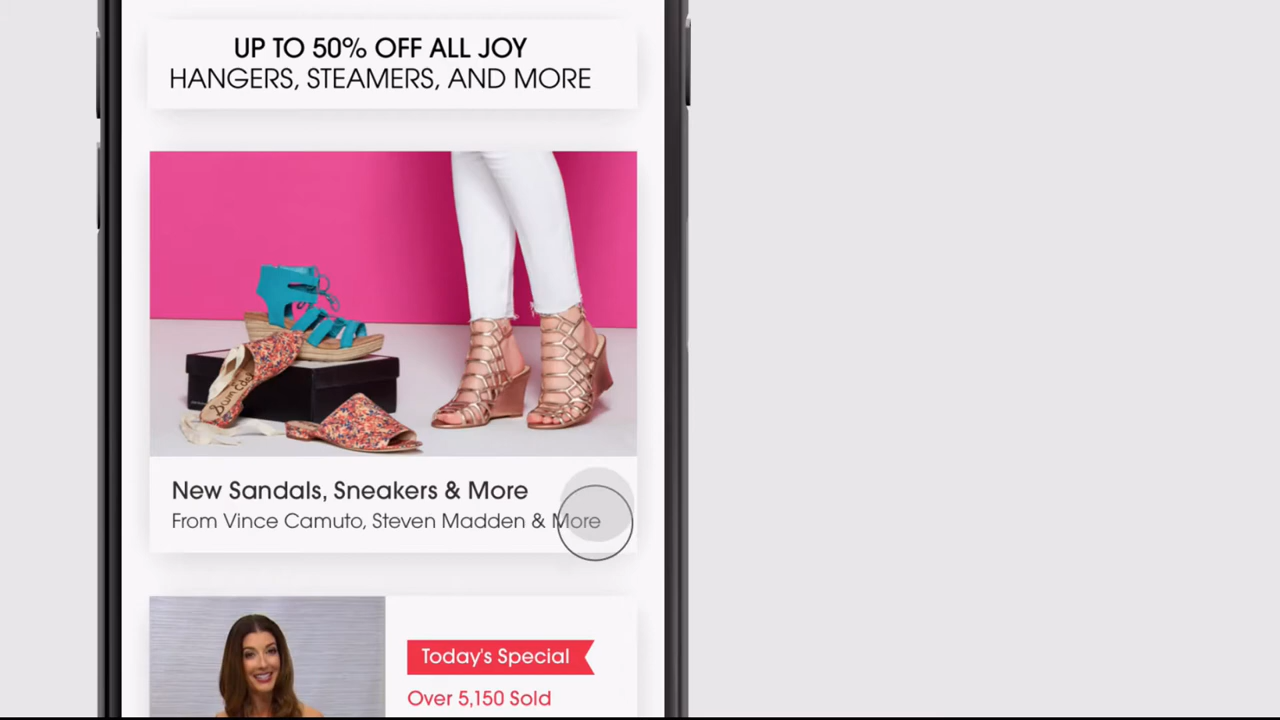 UP TO 50% OFF ALL JOY
HANGERS, STEAMERS, AND MORE
New Sandals, Sneakers & More
From Vince Camuto, Steven Madden & More
Today's Special
Over 5,150 Sold